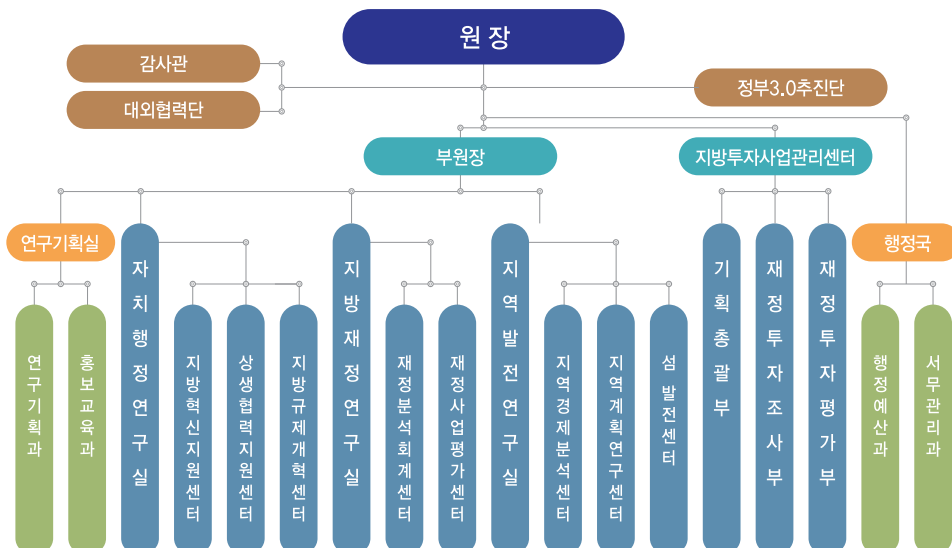 원장
감사관
대외협력단
정부3.0추진단
부원장
지방투자사업관리센터
연구기획실
행정국
연구기획과
홍보교육과
자치행정연구실
지방혁신지원센터
상생협력지원센터
지방규제개혁센터
지방재정연구실
재정분석회계센터
재정사업평가센터
지역발전연구실
지역경제분석센터
지역계획연구센터
섬 발전센터
기획총괄부
재정투자조사부
재정투자평가부
행정예산과
서무관리과